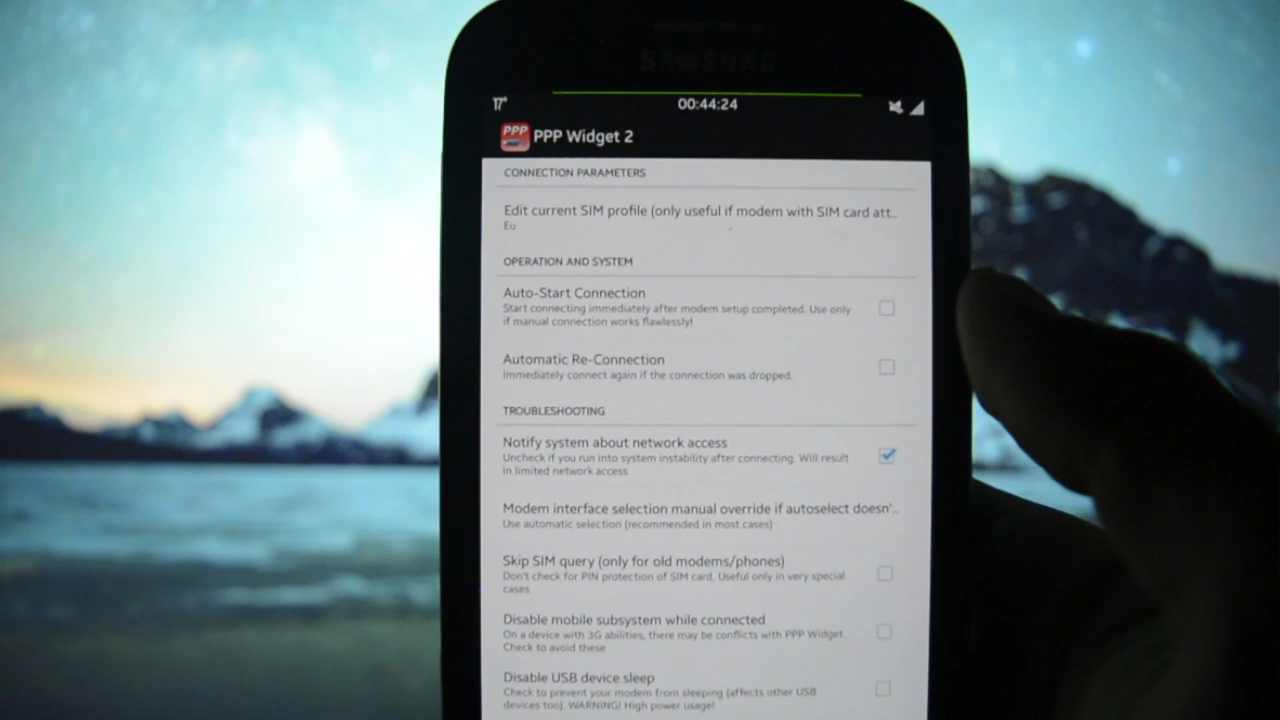 SAMSUNG
17°
00:44:24
PPP
PPP Widget 2
CONNECTION PARAMETERS
Edit current SIM profile (only useful if modem with SIM card att..
Eu
OPERATION AND SYSTEM
Auto-Start Connection
Start connecting immediately after modem setup completed. Use only
if manual connection works flawlessly!
Automatic Re-Connection
Immediately connect again if the connection was dropped.
TROUBLESHOOTING
Notify system about network access
Uncheck if you run into system instability after connecting. Will result
in limited network access
Modem interface selection manual override if autoselect doesn'..
Use automatic selection (recommended in most cases)
Skip SIM query (only for old modems/phones)
Don't check for PIN protection of SIM card. Useful only in very special
cases
Disable mobile subsystem while connected
On a device with 3G abilities, there may be conflicts with PPP Widget.
Check to avoid these
Disable USB device sleep
Check to prevent your modem from sleeping (affects other USB
devices too). WARNING! High power usage!